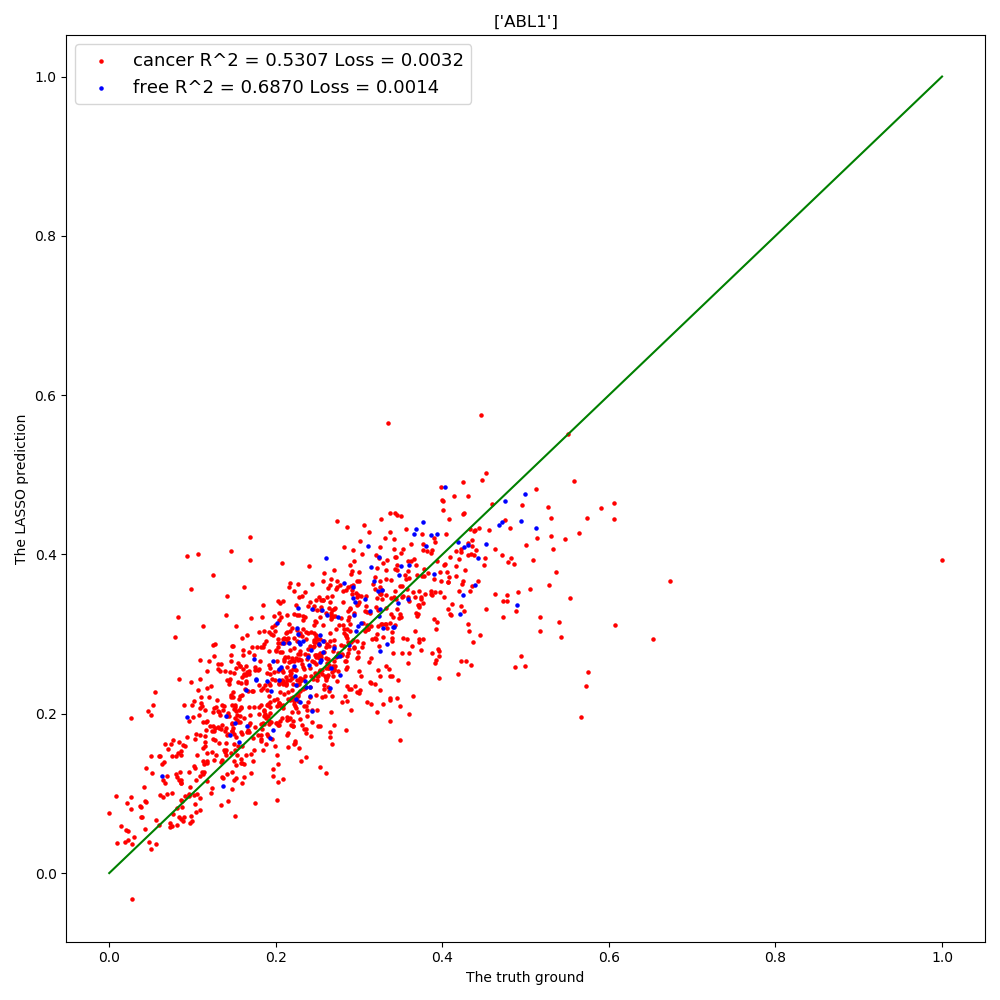 ['ABL1']
cancer R^2 = 0.5307 Loss = 0.0032
free R^2 = 0.6870 Loss = 0.0014
1.0
0.8
0.6
0.4
0.2
0.0
The LASSO prediction
0.0 0.2 0.4 0.6 0.8 1.0
The truth ground